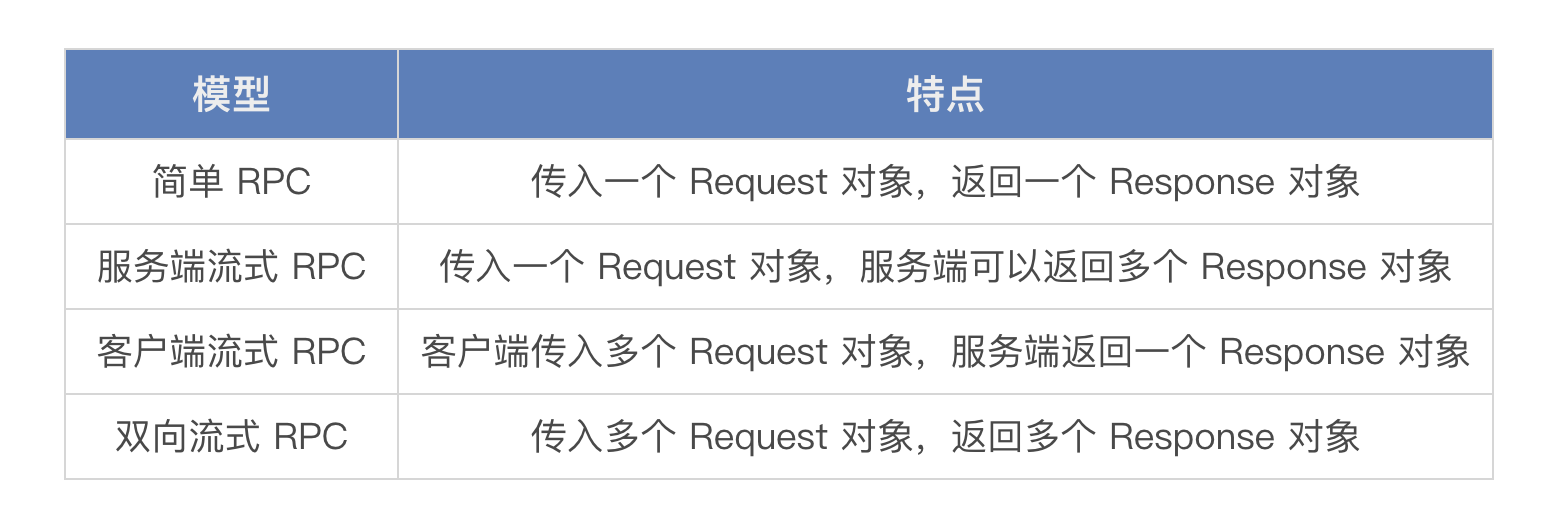 模型 特点
简单 RPC 传入一个 Request 对象，返回一个 Response 对象
服务端流式 RPC 传入一个 Request 对象，服务端可以返回多个 Response 对象
客户端流式 RPC 客户端传入多个 Request 对象，服务端返回一个 Response 对象
双向流式 RPC 传入多个 Request 对象，返回多个 Response 对象